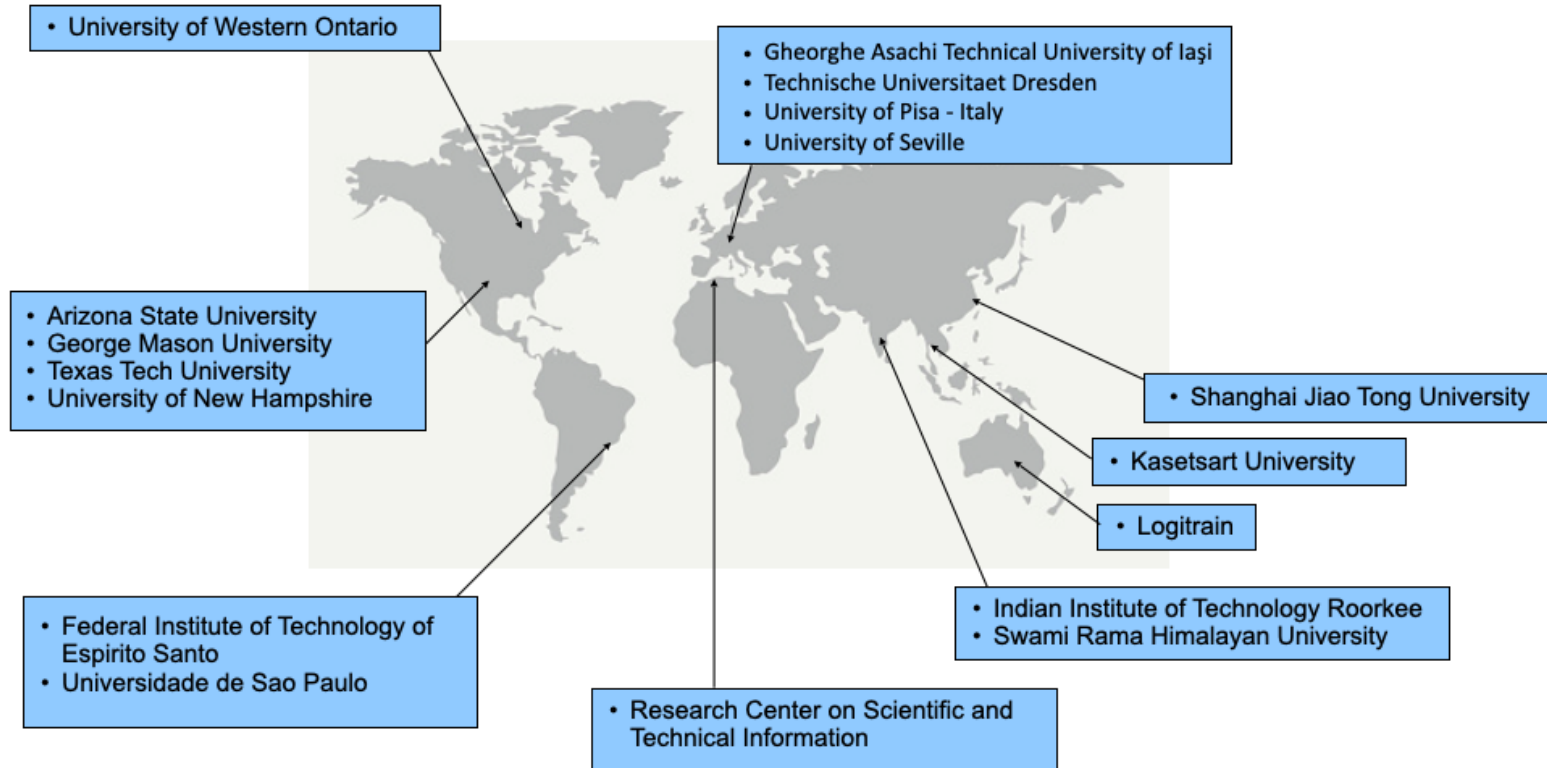 • University of Western Ontario
• Gheorghe Asachi Technical University of Iaşi
• Technische Universitaet Dresden
• University of Pisa - Italy
• University of Seville
• Arizona State University
• George Mason University
• Texas Tech University
• University of New Hampshire
• Shanghai Jiao Tong University
• Kasetsart University
• Logitrain
• Indian Institute of Technology Roorkee
• Swami Rama Himalayan University
• Federal Institute of Technology of
Espirito Santo
• Universidade de Sao Paulo
• Research Center on Scientific and
Technical Information